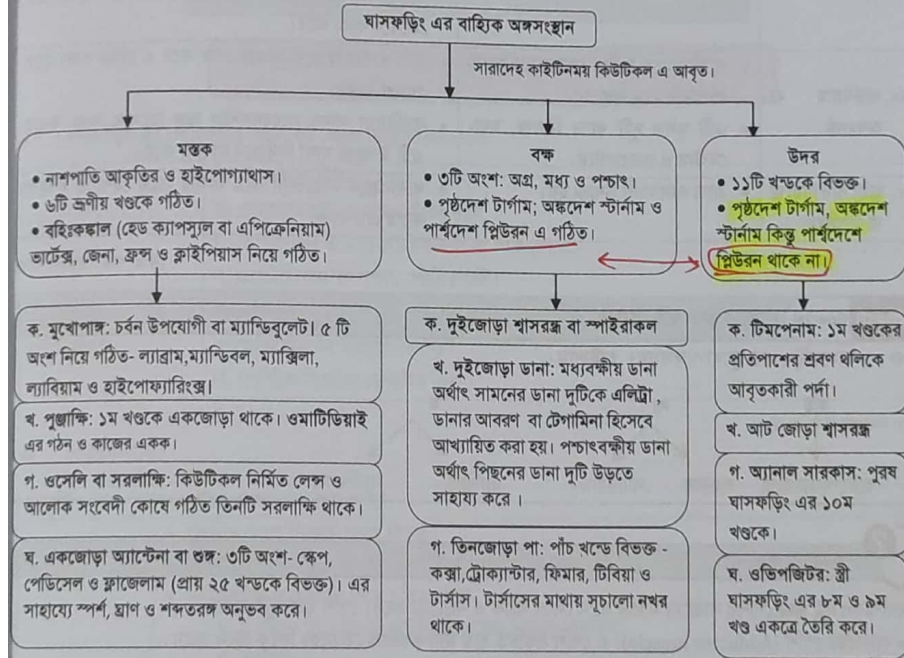 ঘাসফড়িং এর বাহ্যিক অঙ্গসংস্থান
সারাদেহ কাইটিনময় কিউটিকল এ আবৃত।
মস্তক
• নাশপাতি আকৃতির ও হাইপোগ্যাথাস।
• ৬টি ভ্রূণীয় খণ্ডকে গঠিত।
• বহিঃকঙ্কাল (হেড ক্যাপস্যুল বা এপিক্রেনিয়াম)
ভার্টেক্স, জেনা, ফ্রন্স ও ক্লাইপিয়াস নিয়ে গঠিত।
ক. মুখোপাঙ্গ: চর্বন উপযোগী বা ম্যান্ডিবুলেট। ৫ টি
অংশ নিয়ে গঠিত- ল্যাব্রাম,ম্যান্ডিবল, ম্যাক্সিলা,
ল্যাবিয়াম ও হাইপোফ্যারিংক্স।
খ. পুঞ্জাক্ষি: ১ম খণ্ডকে একজোড়া থাকে। ওমাটিডিয়াই
এর গঠন ও কাজের একক।
গ. ওসেলি বা সরলাক্ষি: কিউটিকল নির্মিত লেন্স ও
আলোক সংবেদী কোষে গঠিত তিনটি সরলাক্ষি থাকে।
ঘ. একজোড়া অ্যান্টেনা বা শুঙ্গ: ৩টি অংশ- স্কেপ,
পেডিসেল ও ফ্লাজেলাম (প্রায় ২৫ খন্ডকে বিভক্ত)। এর
সাহায্যে স্পর্শ, ঘ্রাণ ও শব্দতরঙ্গ অনুভব করে।
বক্ষ
• ৩টি অংশ: অগ্র, মধ্য ও পশ্চাৎ।
• পৃষ্ঠদেশ টার্গাম; অঙ্কদেশ স্টার্নাম ও
পার্শ্বদেশ প্লিউরন এ গঠিত।
ক. দুইজোড়া শ্বাসরন্ধ্র বা স্পাইরাকল
খ. দুইজোড়া ডানা: মধ্যবক্ষীয় ডানা
অর্থাৎ সামনের ডানা দুটিকে এলিট্রা ,
ডানার আবরণ বা টেগমিনা হিসেবে
আখ্যায়িত করা হয়। পশ্চাৎবক্ষীয় ডানা
অর্থাৎ পিছনের ডানা দুটি উড়তে
সাহায্য করে ।
গ. তিনজোড়া পা: পাঁচ খন্ডে বিভক্ত -
কক্সা,ট্রোক্যান্টার, ফিমার, টিবিয়া ও
টার্সাস। টার্সাসের মাথায় সূচালো নখর
থাকে।
উদর
• ১১টি খন্ডকে বিভক্ত।
• পৃষ্ঠদেশ টার্গাম, অঙ্কদেশ
স্টার্নাম কিন্তু পার্শ্বদেশে
প্লিউরন থাকে না।
ক. টিমপেনাম: ১ম খণ্ডকের
প্রতিপাশের শ্রবণ থলিকে
আবৃতকারী পর্দা।
খ. আট জোড়া শ্বাসরন্ধ্র
গ. অ্যানাল সারকাস: পুরুষ
ঘাসফড়িং এর ১০ম
খণ্ডকে।
ঘ. ওভিপজিটর: স্ত্রী
ঘাসফড়িং এর ৮ম ও ৯ম
খণ্ড একত্রে তৈরি করে।